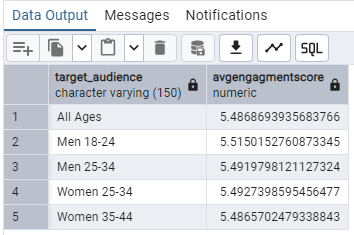 Data Output Messages Notifications
SQL
target_audience avgengagmentscore
character varying (150) numeric
1 All Ages 5.4868693935683766
2 Men 18-24 5.5150152760873345
3 Men 25-34 5.4919798121127324
4 Women 25-34 5.4927398595456477
5 Women 35-44 5.4865702479338843